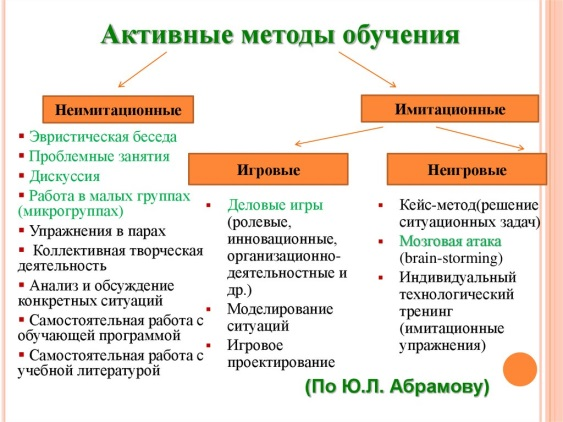 Активные методы обучения
Неимитационные
Имитационные
▪ Эвристическая беседа
▪ Проблемные занятия
▪ Дискуссия
▪ Работа в малых группах
(микрогруппах)
▪ Упражнения в парах
▪ Коллективная творческая
деятельность
▪ Анализ и обсуждение
конкретных ситуаций
▪ Самостоятельная работа с
обучающей программой
▪ Самостоятельная работа с
учебной литературой
Игровые
▪ Деловые игры
(ролевые,
инновационные,
организационно-
деятельностные и
др.)
▪ Моделирование
ситуаций
▪ Игровое
проектирование
Неигровые
▪ Кейс-метод(решение
ситуационных задач)
▪ Мозговая атака
(brain-storming)
▪ Индивидуальный
технологический
тренинг
(имитационные
упражнения)
(По Ю.Л. Абрамову)